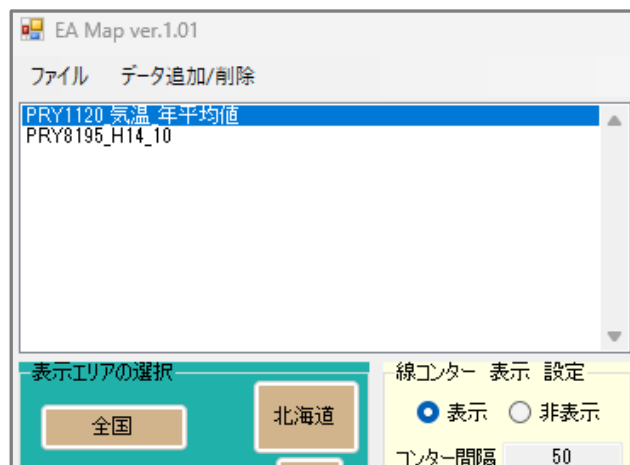 EA Map ver.1.01
ファイル データ追加/削除
PRY1120_気温_年平均値
PRY8195_H14_10
表示エリアの選択
全国
北海道
線コンター 表示 設定
表示 非表示
コンター間隔 50